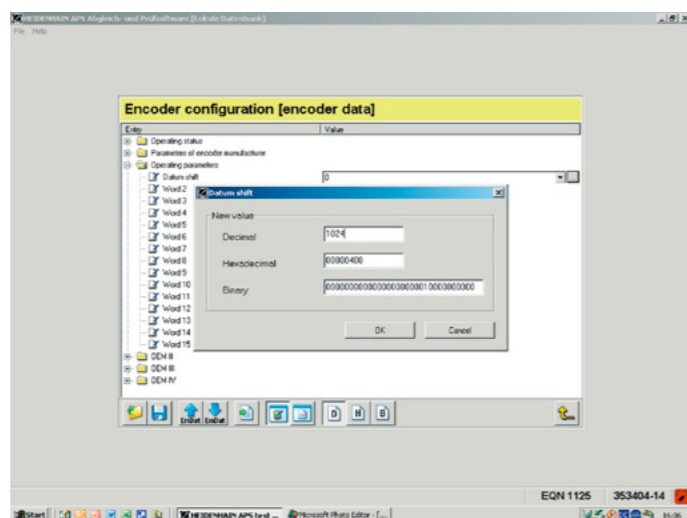 HEIDENHAIN APS Abgleich- und Prüfsoftware [Lokale Datenbank]
File Help
Encoder configuration [encoder data]
Entry Value
Operating status
Parameters of encoder manufacturer
Operating parameters
Datum shift 0
Word 2
Word 3
Word 4
Word 5
Word 6
Word 7
Word 8
Word 9
Word 10
Word 11
Word 12
Word 13
Word 14
Word 15
OEM II
OEM III
OEM IV
Datum shift
New value
Decimal 1024
Hexadecimal 00000400
Binary
OK Cancel
EnDat EnDat
D H B
EQN 1125 353404-14
Start HEIDENHAIN APS test ... Microsoft Photo Editor - [... 16:06